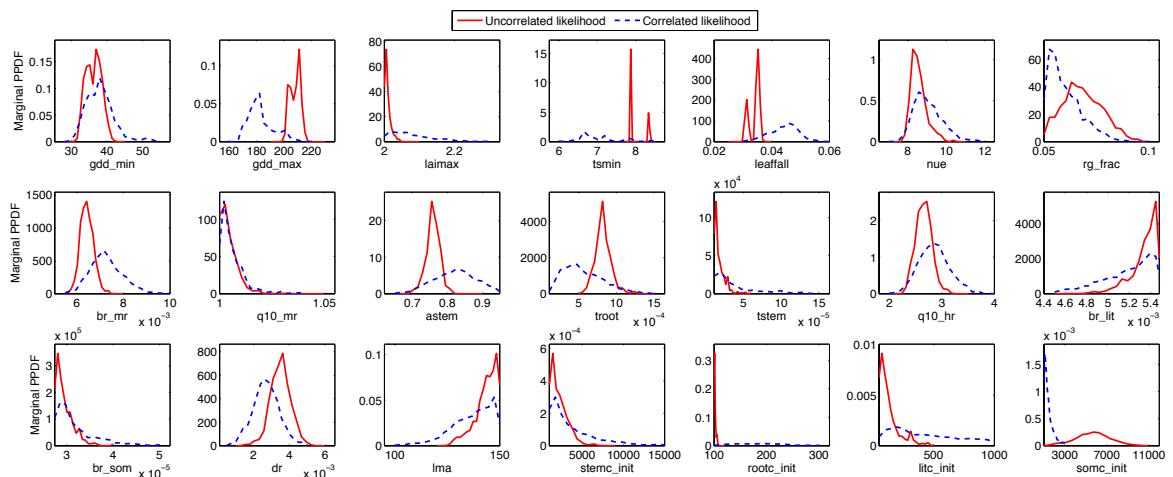 Uncorrelated likelihood Correlated likelihood
Marginal PPDF
0.15
0.1
0.05
0
30 40 50
gdd_min
0.1
0.05
0
160 180 200 220
gdd_max
80
60
40
20
0
2 2.2
laimax
15
10
5
0
6 7 8
tsmin
400
300
200
100
0
0.02 0.04 0.06
leaffall
1
0.5
0
8 10 12
nue
60
40
20
0
0.05 0.1
rg_frac
Marginal PPDF
1500
1000
500
0
6 8 10
x 10⁻³
br_mr
100
50
0
1 1.05
q10_mr
20
10
0
0.7 0.8 0.9
astem
4000
2000
0
5 10 15
x 10⁻⁴
troot
x 10⁴
10
5
0
5 10 15
x 10⁻⁵
tstem
2
1
0
2 3 4
q10_hr
4000
2000
0
4.4 4.6 4.8 5 5.2 5.4
x 10⁻³
br_lit
Marginal PPDF
x 10⁵
3
2
1
0
3 4 5
x 10⁻⁵
br_som
800
600
400
200
0
2 4 6
x 10⁻³
dr
0.1
0.05
0
100 150
lma
x 10⁻⁴
6
4
2
0
5000 10000 15000
stemc_init
0.3
0.2
0.1
0
100 200 300
rootc_init
0.01
0.005
0
500 1000
litc_init
x 10⁻³
1.5
1
0.5
0
3000 7000 11000
somc_init